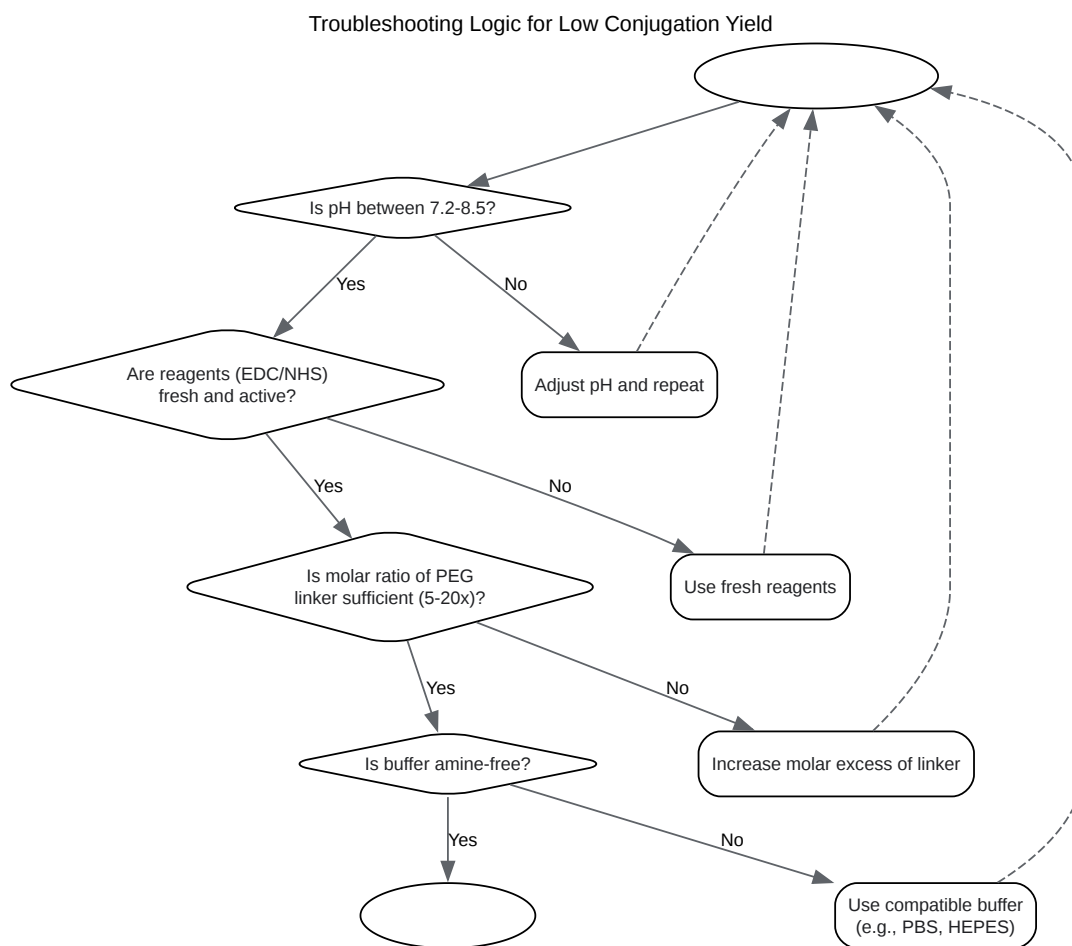 Troubleshooting Logic for Low Conjugation Yield
Is pH between 7.2-8.5?
Yes
No
Are reagents (EDC/NHS)
fresh and active?
Adjust pH and repeat
Yes
No
Is molar ratio of PEG
linker sufficient (5-20x)?
Use fresh reagents
Yes
No
Is buffer amine-free?
Increase molar excess of linker
Yes
No
Use compatible buffer
(e.g., PBS, HEPES)